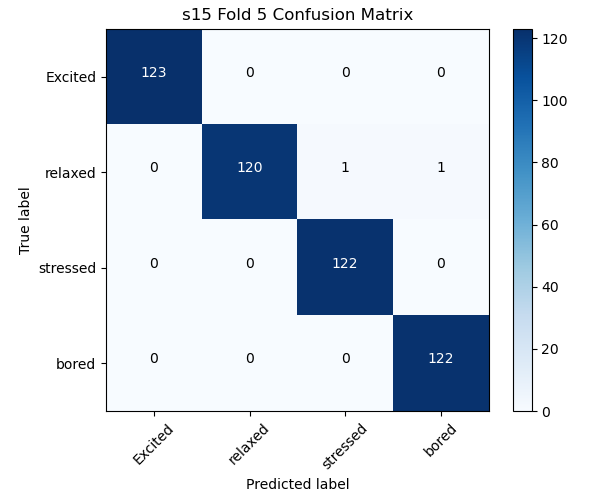 s15 Fold 5 Confusion Matrix
Excited 123 0 0 0
relaxed 0 120 1 1
stressed 0 0 122 0
bored 0 0 0 122
True label
Excited relaxed stressed bored
Predicted label
120
100
80
60
40
20
0